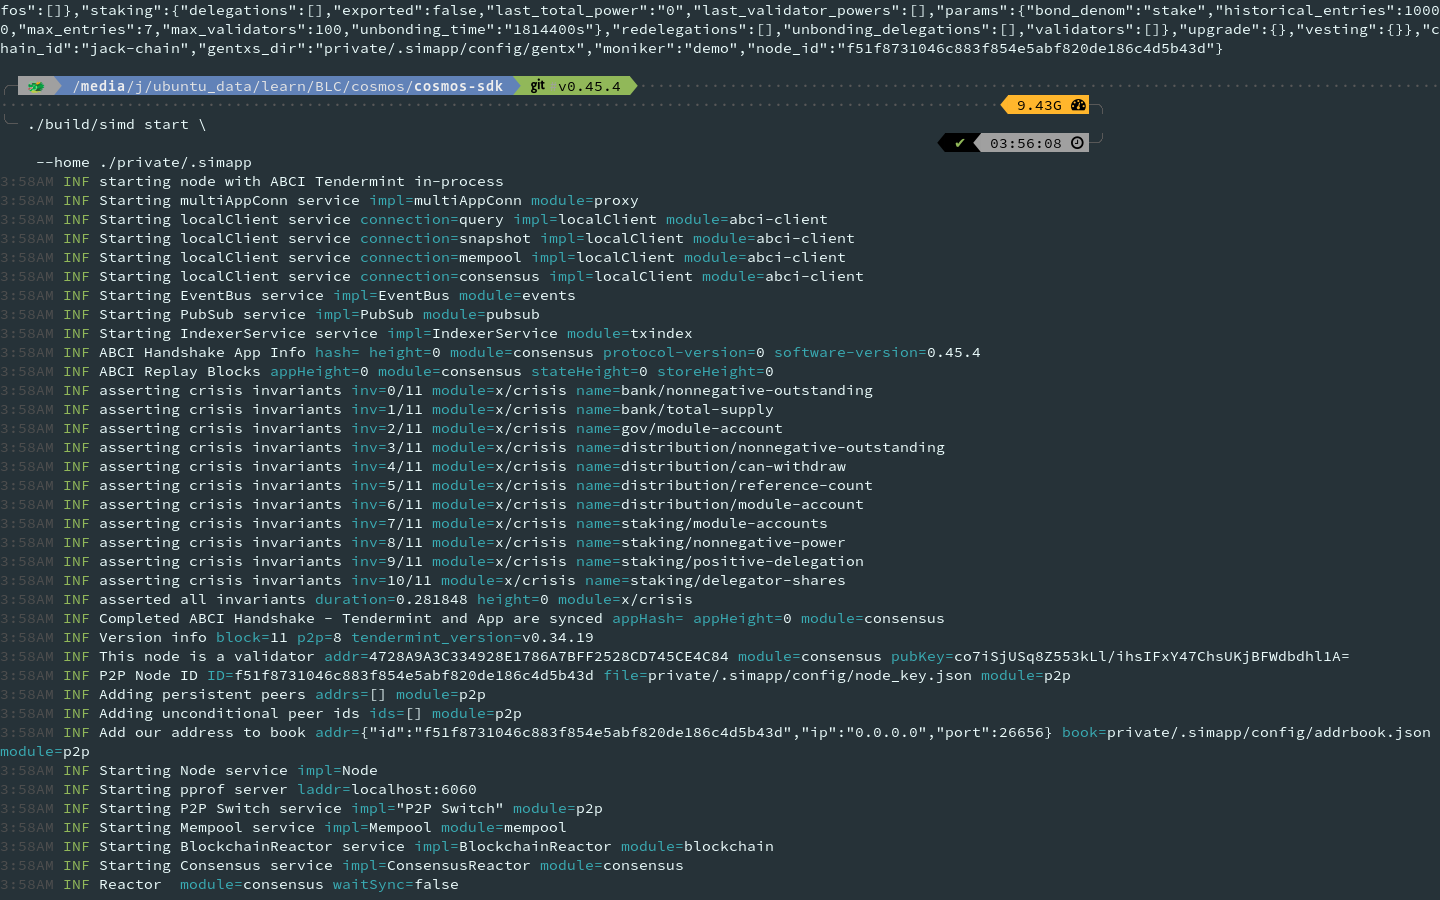 fos":[]},"staking":{"delegations":[],"exported":false,"last_total_power":"0","last_validator_powers":[],"params":{"bond_denom":"stake","historical_entries":1000
0,"max_entries":7,"max_validators":100,"unbonding_time":"1814400s"},"redelegations":[],"unbonding_delegations":[],"validators":[]},"upgrade":{},"vesting":{}},"c
hain_id":"jack-chain","gentxs_dir":"private/.simapp/config/gentx","moniker":"demo","node_id":"f51f8731046c883f854e5abf820de186c4d5b43d"}
/media/j/ubuntu_data/learn/BLC/cosmos/cosmos-sdk git v0.45.4
9.43G
./build/simd start \
✔ 03:56:08
--home ./private/.simapp
3:58AM INF starting node with ABCI Tendermint in-process
3:58AM INF Starting multiAppConn service impl=multiAppConn module=proxy
3:58AM INF Starting localClient service connection=query impl=localClient module=abci-client
3:58AM INF Starting localClient service connection=snapshot impl=localClient module=abci-client
3:58AM INF Starting localClient service connection=mempool impl=localClient module=abci-client
3:58AM INF Starting localClient service connection=consensus impl=localClient module=abci-client
3:58AM INF Starting EventBus service impl=EventBus module=events
3:58AM INF Starting PubSub service impl=PubSub module=pubsub
3:58AM INF Starting IndexerService service impl=IndexerService module=txindex
3:58AM INF ABCI Handshake App Info hash= height=0 module=consensus protocol-version=0 software-version=0.45.4
3:58AM INF ABCI Replay Blocks appHeight=0 module=consensus stateHeight=0 storeHeight=0
3:58AM INF asserting crisis invariants inv=0/11 module=x/crisis name=bank/nonnegative-outstanding
3:58AM INF asserting crisis invariants inv=1/11 module=x/crisis name=bank/total-supply
3:58AM INF asserting crisis invariants inv=2/11 module=x/crisis name=gov/module-account
3:58AM INF asserting crisis invariants inv=3/11 module=x/crisis name=distribution/nonnegative-outstanding
3:58AM INF asserting crisis invariants inv=4/11 module=x/crisis name=distribution/can-withdraw
3:58AM INF asserting crisis invariants inv=5/11 module=x/crisis name=distribution/reference-count
3:58AM INF asserting crisis invariants inv=6/11 module=x/crisis name=distribution/module-account
3:58AM INF asserting crisis invariants inv=7/11 module=x/crisis name=staking/module-accounts
3:58AM INF asserting crisis invariants inv=8/11 module=x/crisis name=staking/nonnegative-power
3:58AM INF asserting crisis invariants inv=9/11 module=x/crisis name=staking/positive-delegation
3:58AM INF asserting crisis invariants inv=10/11 module=x/crisis name=staking/delegator-shares
3:58AM INF asserted all invariants duration=0.281848 height=0 module=x/crisis
3:58AM INF Completed ABCI Handshake - Tendermint and App are synced appHash= appHeight=0 module=consensus
3:58AM INF Version info block=11 p2p=8 tendermint_version=v0.34.19
3:58AM INF This node is a validator addr=4728A9A3C334928E1786A7BFF2528CD745CE4C84 module=consensus pubKey=co7iSjUSq8Z553kLl/ihsIFxY47ChsUKjBFWdbdhl1A=
3:58AM INF P2P Node ID ID=f51f8731046c883f854e5abf820de186c4d5b43d file=private/.simapp/config/node_key.json module=p2p
3:58AM INF Adding persistent peers addrs=[] module=p2p
3:58AM INF Adding unconditional peer ids ids=[] module=p2p
3:58AM INF Add our address to book addr={"id":"f51f8731046c883f854e5abf820de186c4d5b43d","ip":"0.0.0.0","port":26656} book=private/.simapp/config/addrbook.json
module=p2p
3:58AM INF Starting Node service impl=Node
3:58AM INF Starting pprof server laddr=localhost:6060
3:58AM INF Starting P2P Switch service impl="P2P Switch" module=p2p
3:58AM INF Starting Mempool service impl=Mempool module=mempool
3:58AM INF Starting BlockchainReactor service impl=BlockchainReactor module=blockchain
3:58AM INF Starting Consensus service impl=ConsensusReactor module=consensus
3:58AM INF Reactor  module=consensus waitSync=false